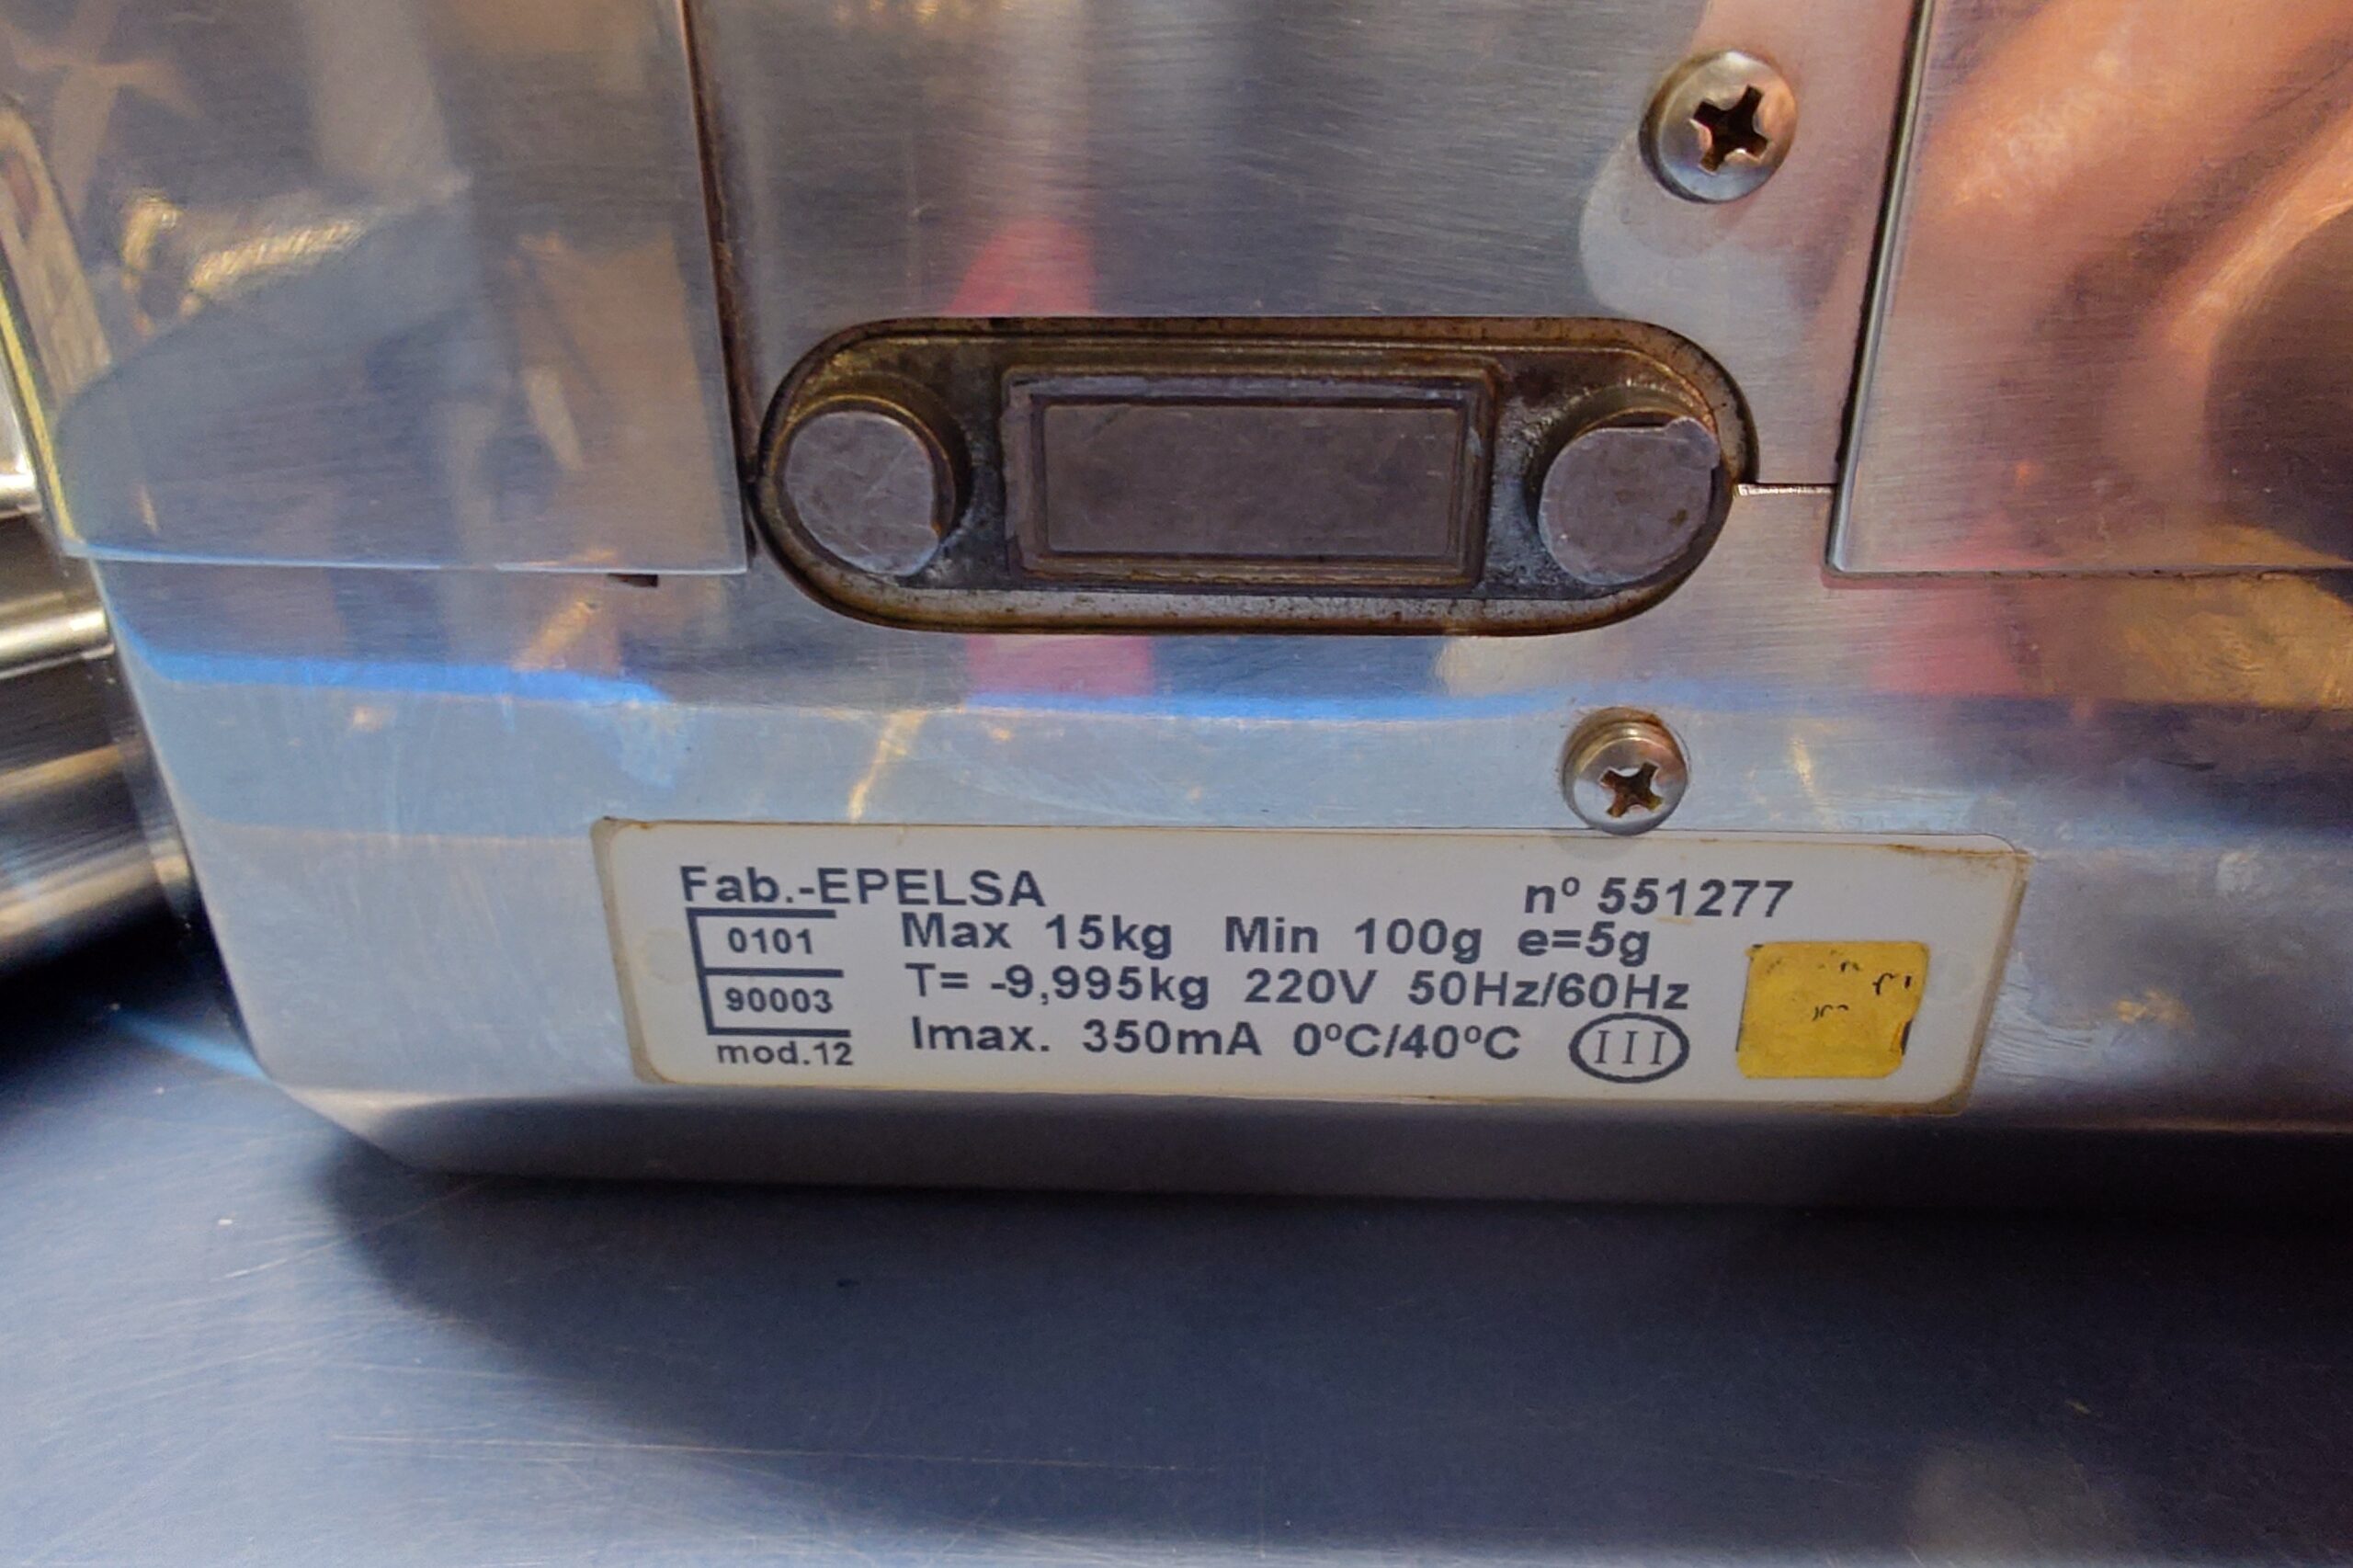 Fab.-EPELSA nº 551277
0101 Max 15kg Min 100g e=5g
90003 T= -9,995kg 220V 50Hz/60Hz
mod.12 Imax. 350mA 0ºC/40ºC III